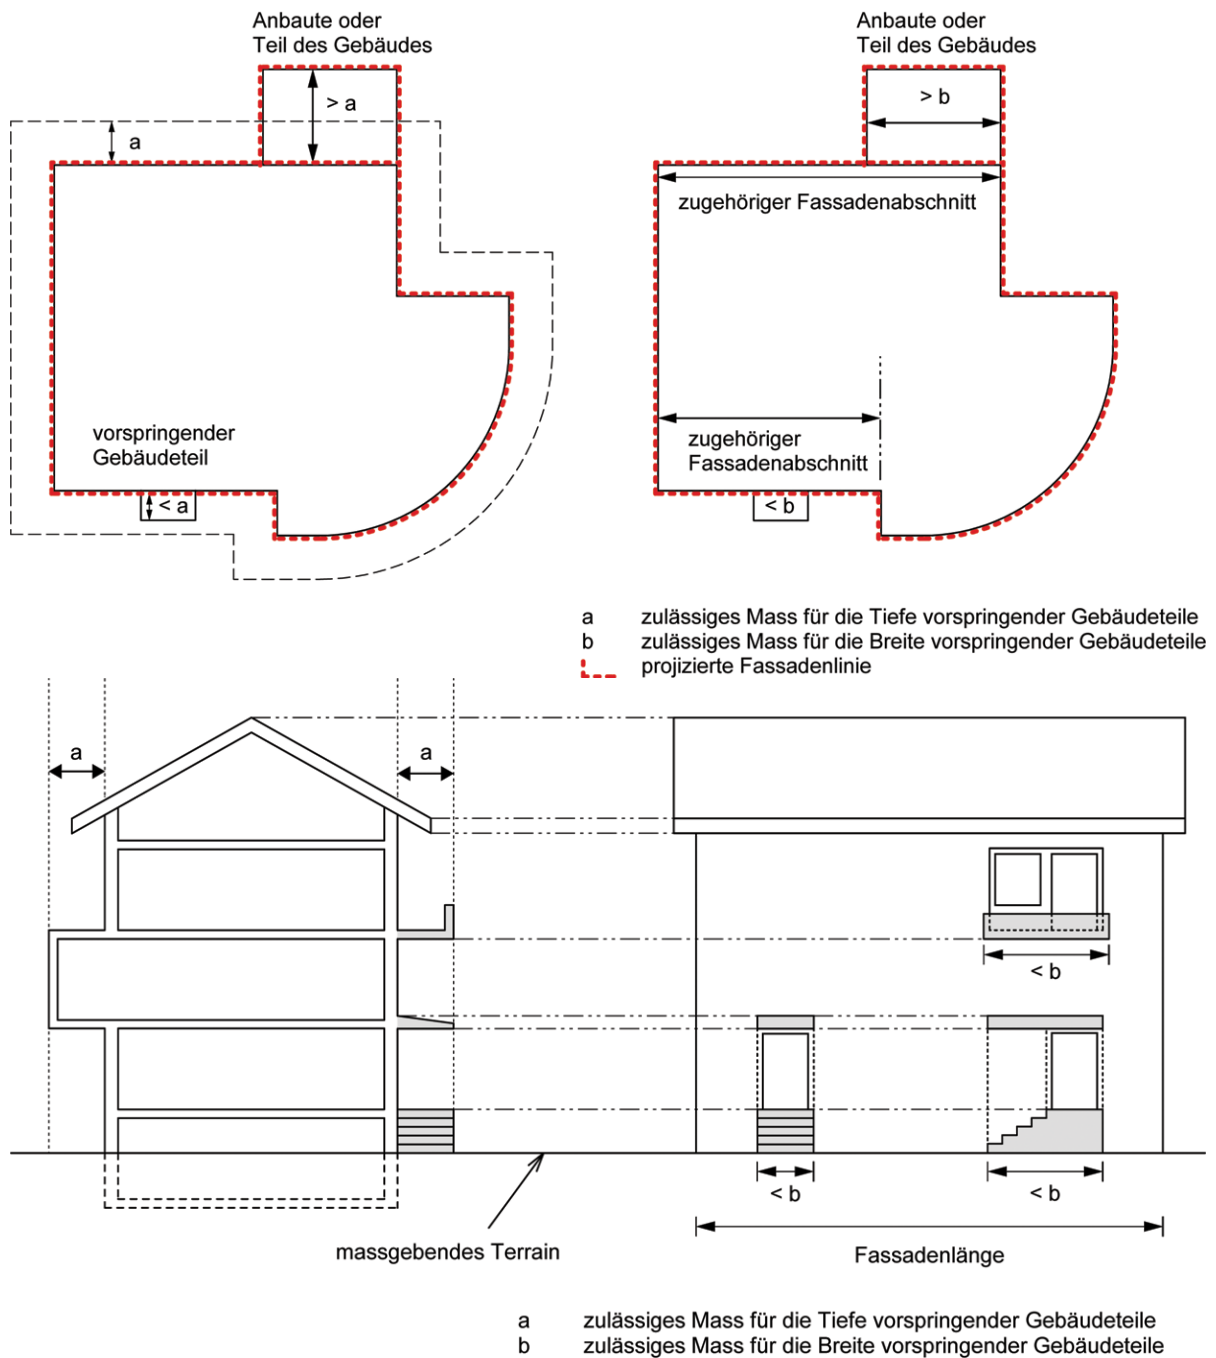 Anbaute oder
Teil des Gebäudes
> a
a
vorspringender
Gebäudeteil
< a
Anbaute oder
Teil des Gebäudes
> b
zugehöriger Fassadenabschnitt
zugehöriger
Fassadenabschnitt
< b
a zulässiges Mass für die Tiefe vorspringender Gebäudeteile
b zulässiges Mass für die Breite vorspringender Gebäudeteile
projizierte Fassadenlinie
a
a
< b
< b
< b
massgebendes Terrain
Fassadenlänge
a zulässiges Mass für die Tiefe vorspringender Gebäudeteile
b zulässiges Mass für die Breite vorspringender Gebäudeteile